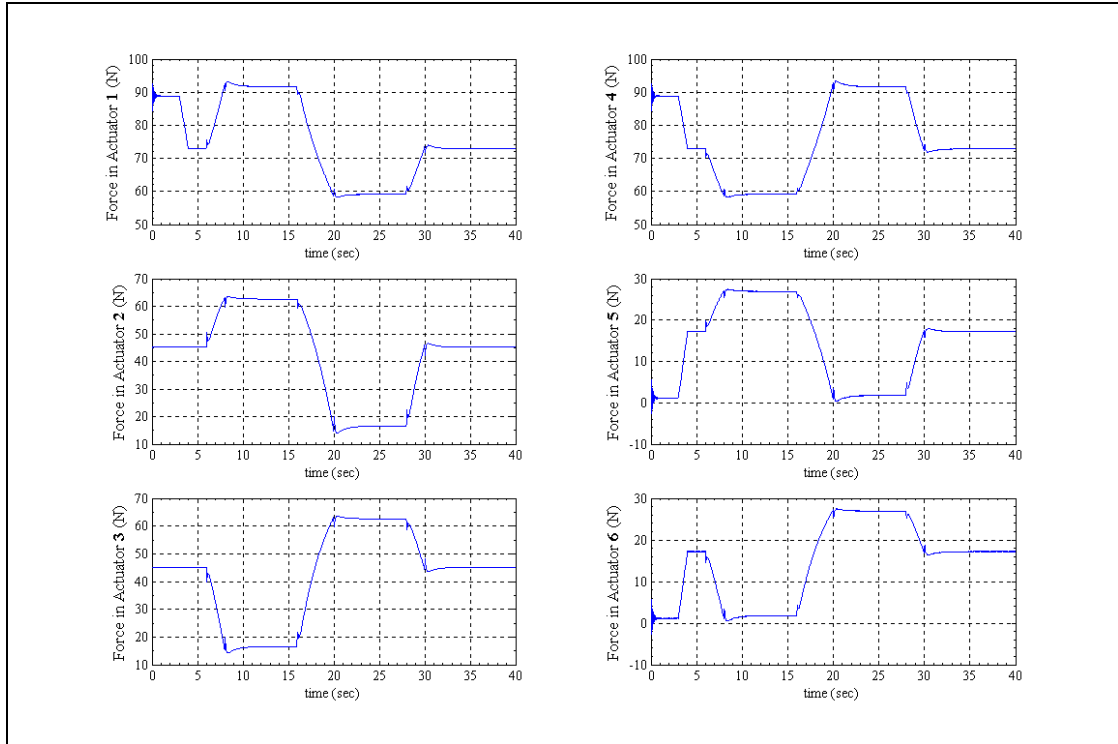 Force in Actuator 1 (N)
100
90
80
70
60
50
0 5 10 15 20 25 30 35 40
time (sec)
Force in Actuator 4 (N)
100
90
80
70
60
50
0 5 10 15 20 25 30 35 40
time (sec)
Force in Actuator 2 (N)
70
60
50
40
30
20
10
0 5 10 15 20 25 30 35 40
time (sec)
Force in Actuator 5 (N)
30
20
10
0
-10
0 5 10 15 20 25 30 35 40
time (sec)
Force in Actuator 3 (N)
70
60
50
40
30
20
10
0 5 10 15 20 25 30 35 40
time (sec)
Force in Actuator 6 (N)
30
20
10
0
-10
0 5 10 15 20 25 30 35 40
time (sec)